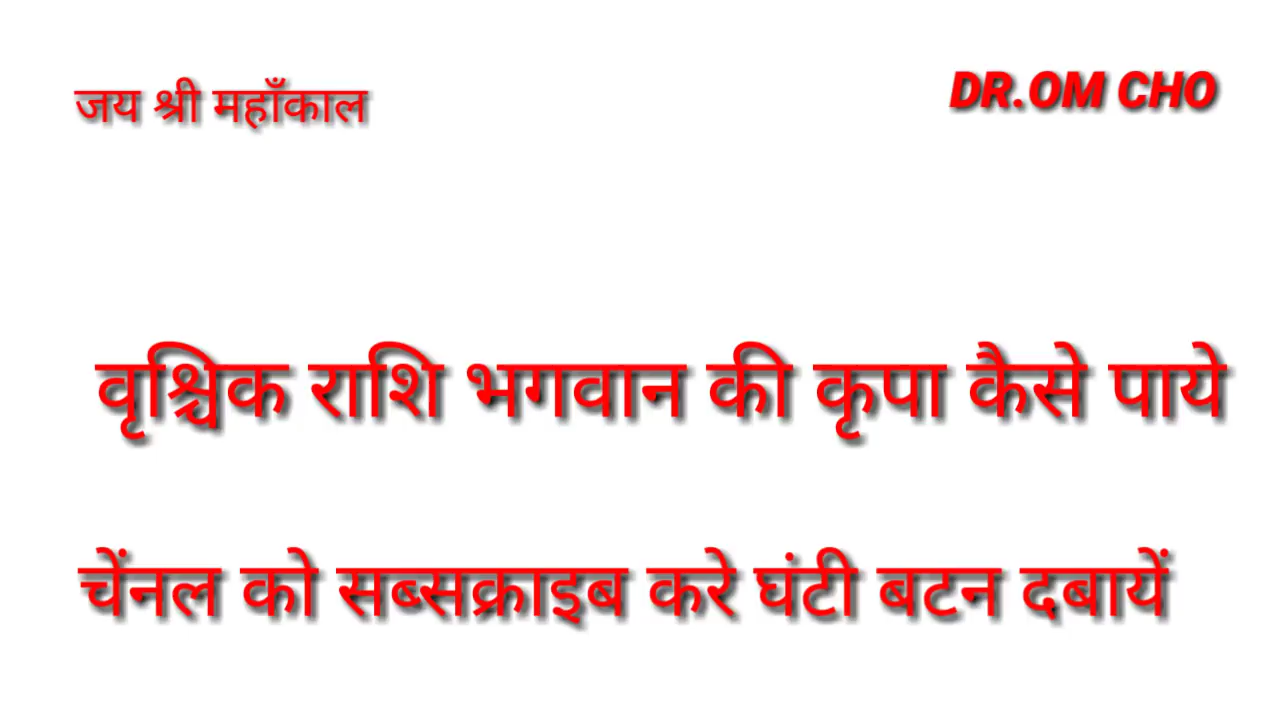 जय श्री महाँकाल
DR.OM CHO
वृश्चिक राशि भगवान की कृपा कैसे पाये
चेंनल को सब्सक्राइब करे घंटी बटन दबायें